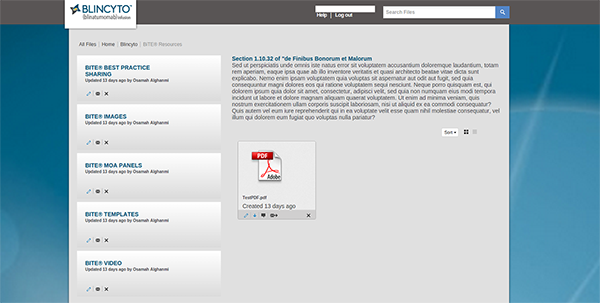 BLINCYTO
(blinatumomab) infusion
Help | Log out
Search Files
All Files | Home | Blincyto | BITE® Resources
BITE® BEST PRACTICE
SHARING
Updated 13 days ago by Osamah Alghanmi
BITE® IMAGES
Updated 13 days ago by Osamah Alghanmi
BITE® MOA PANELS
Updated 13 days ago by Osamah Alghanmi
BITE® TEMPLATES
Updated 13 days ago by Osamah Alghanmi
BITE® VIDEO
Updated 13 days ago by Osamah Alghanmi
Section 1.10.32 of "de Finibus Bonorum et Malorum
Sed ut perspiciatis unde omnis iste natus error sit voluptatem accusantium doloremque laudantium, totam
rem aperiam, eaque ipsa quae ab illo inventore veritatis et quasi architecto beatae vitae dicta sunt
explicabo. Nemo enim ipsam voluptatem quia voluptas sit aspernatur aut odit aut fugit, sed quia
consequuntur magni dolores eos qui ratione voluptatem sequi nesciunt. Neque porro quisquam est, qui
dolorem ipsum quia dolor sit amet, consectetur, adipisci velit, sed quia non numquam eius modi tempora
incidunt ut labore et dolore magnam aliquam quaerat voluptatem. Ut enim ad minima veniam, quis
nostrum exercitationem ullam corporis suscipit laboriosam, nisi ut aliquid ex ea commodi consequatur?
Quis autem vel eum iure reprehenderit qui in ea voluptate velit esse quam nihil molestiae consequatur, vel
illum qui dolorem eum fugiat quo voluptas nulla pariatur?
Sort
PDF
Adobe
TestPDF.pdf
Created 13 days ago